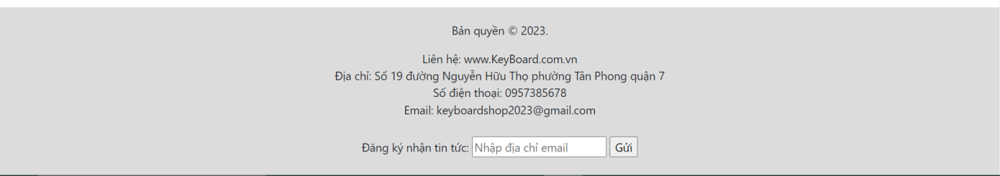 Bản quyền © 2023.
Liên hệ: www.KeyBoard.com.vn
Địa chỉ: Số 19 đường Nguyễn Hữu Thọ phường Tân Phong quận 7
Số điện thoại: 0957385678
Email: keyboardshop2023@gmail.com
Đăng ký nhận tin tức: Nhập địa chỉ email Gửi